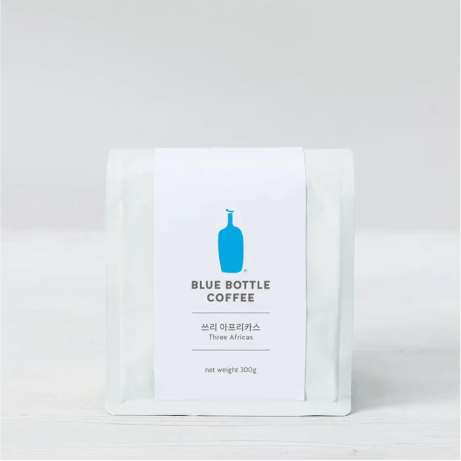 BLUE BOTTLE
COFFEE
쓰리 아프리카스
Three Africas
net weight 300g